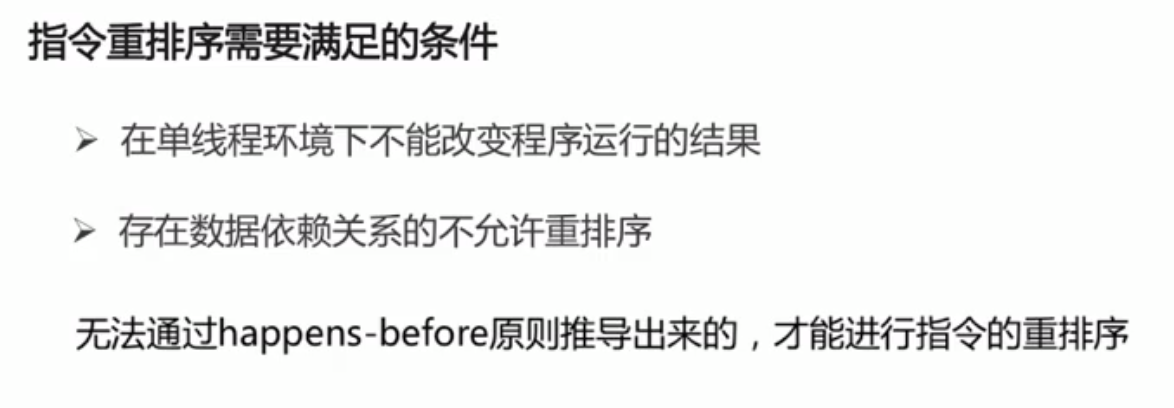 指令重排序需要满足的条件
➢ 在单线程环境下不能改变程序运行的结果
➢ 存在数据依赖关系的不允许重排序
无法通过happens-before原则推导出来的，才能进行指令的重排序